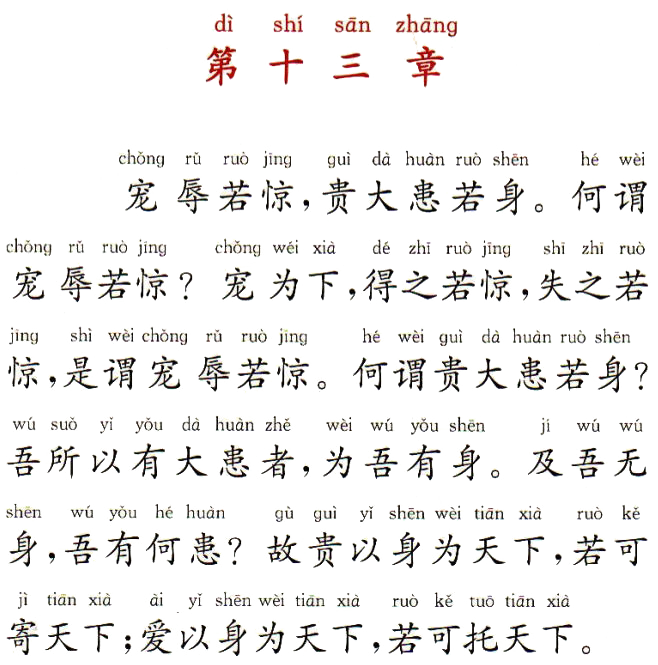 dì shí sān zhāng
第十三章
chǒng rǔ ruò jīng guì dà huàn ruò shēn hé wèi
宠辱若惊,贵大患若身。何谓
chǒng rǔ ruò jīng chǒng wéi xià dé zhī ruò jīng shī zhī ruò
宠辱若惊?宠为下,得之若惊,失之若
jīng shì wèi chǒng rǔ ruò jīng hé wèi guì dà huàn ruò shēn
惊,是谓宠辱若惊。何谓贵大患若身?
wú suǒ yǐ yǒu dà huàn zhě wèi wú yǒu shēn jí wú wú
吾所以有大患者,为吾有身。及吾无
shēn wú yǒu hé huàn gù guì yǐ shēn wèi tiān xià ruò kě
身,吾有何患?故贵以身为天下,若可
jì tiān xià ài yǐ shēn wèi tiān xià ruò kě tuō tiān xià
寄天下;爱以身为天下,若可托天下。